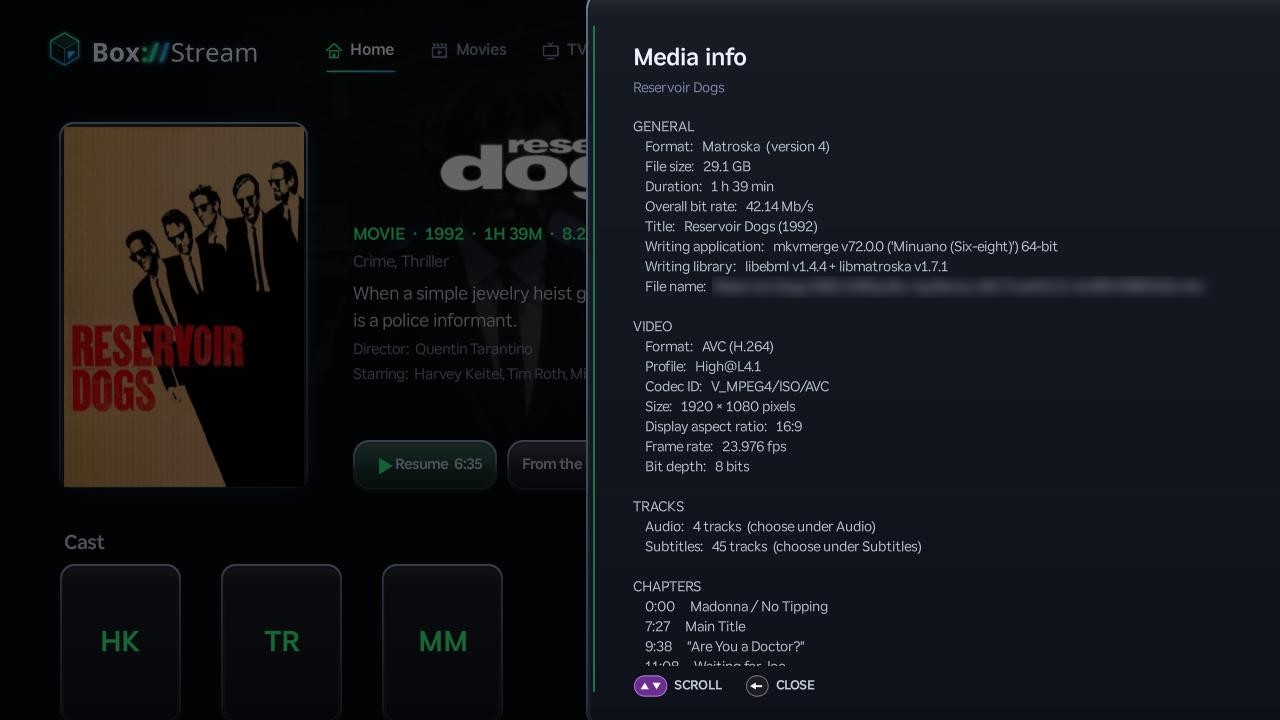 Box://Stream
Home
Movies
TV
rese
dog
MOVIE · 1992 · 1H 39M · 8.2
Crime, Thriller
When a simple jewelry heist g
is a police informant.
Director: Quentin Tarantino
Starring: Harvey Keitel, Tim Roth, Mi
RESERVOIR
DOGS
Resume 6:35
From the
Cast
HK
TR
MM
Media info
Reservoir Dogs
GENERAL
Format: Matroska (version 4)
File size: 29.1 GB
Duration: 1 h 39 min
Overall bit rate: 42.14 Mb/s
Title: Reservoir Dogs (1992)
Writing application: mkvmerge v72.0.0 ('Minuano (Six-eight)') 64-bit
Writing library: libebml v1.4.4 + libmatroska v1.7.1
File name:
VIDEO
Format: AVC (H.264)
Profile: High@L4.1
Codec ID: V_MPEG4/ISO/AVC
Size: 1920 × 1080 pixels
Display aspect ratio: 16:9
Frame rate: 23.976 fps
Bit depth: 8 bits
TRACKS
Audio: 4 tracks (choose under Audio)
Subtitles: 45 tracks (choose under Subtitles)
CHAPTERS
0:00 Madonna / No Tipping
7:27 Main Title
9:38 "Are You a Doctor?"
11:08 Waiting for Joe
SCROLL
CLOSE